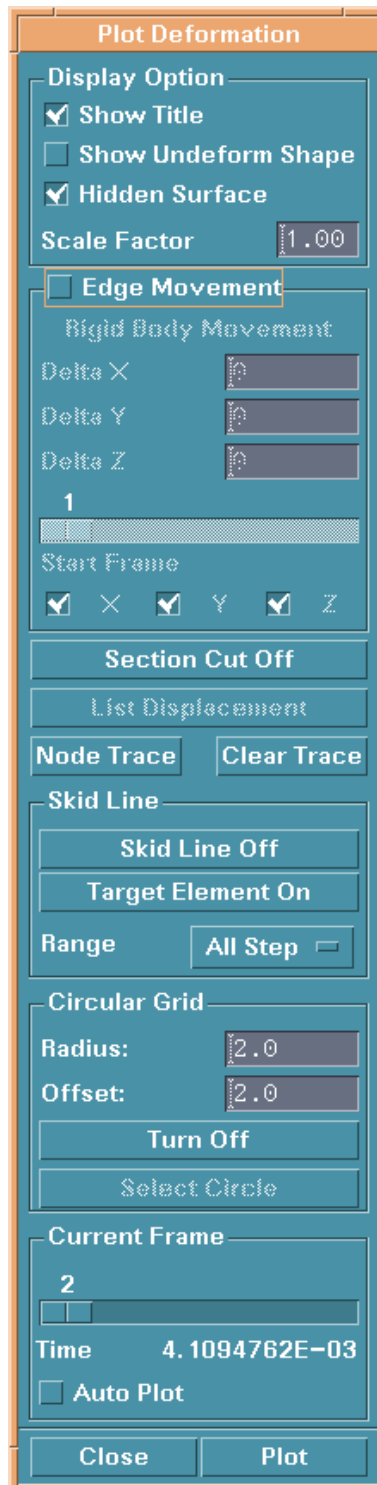 Plot Deformation
Display Option
Show Title
Show Undeform Shape
Hidden Surface
Scale Factor 1.00
Edge Movement
Rigid Body Movement
Delta X 0
Delta Y 0
Delta Z 0
1
Start Frame
X Y Z
Section Cut Off
List Displacement
Node Trace Clear Trace
Skid Line
Skid Line Off
Target Element On
Range All Step
Circular Grid
Radius: 2.0
Offset: 2.0
Turn Off
Select Circle
Current Frame
2
Time 4.1094762E-03
Auto Plot
Close Plot